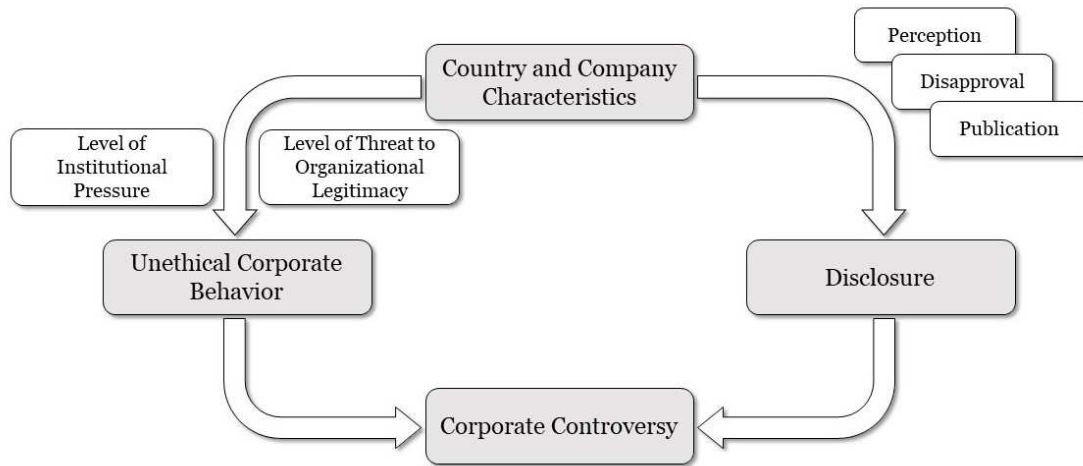 Country and Company
Characteristics
Perception
Disapproval
Publication
Level of
Institutional
Pressure
Level of Threat to
Organizational
Legitimacy
Unethical Corporate
Behavior
Disclosure
Corporate Controversy